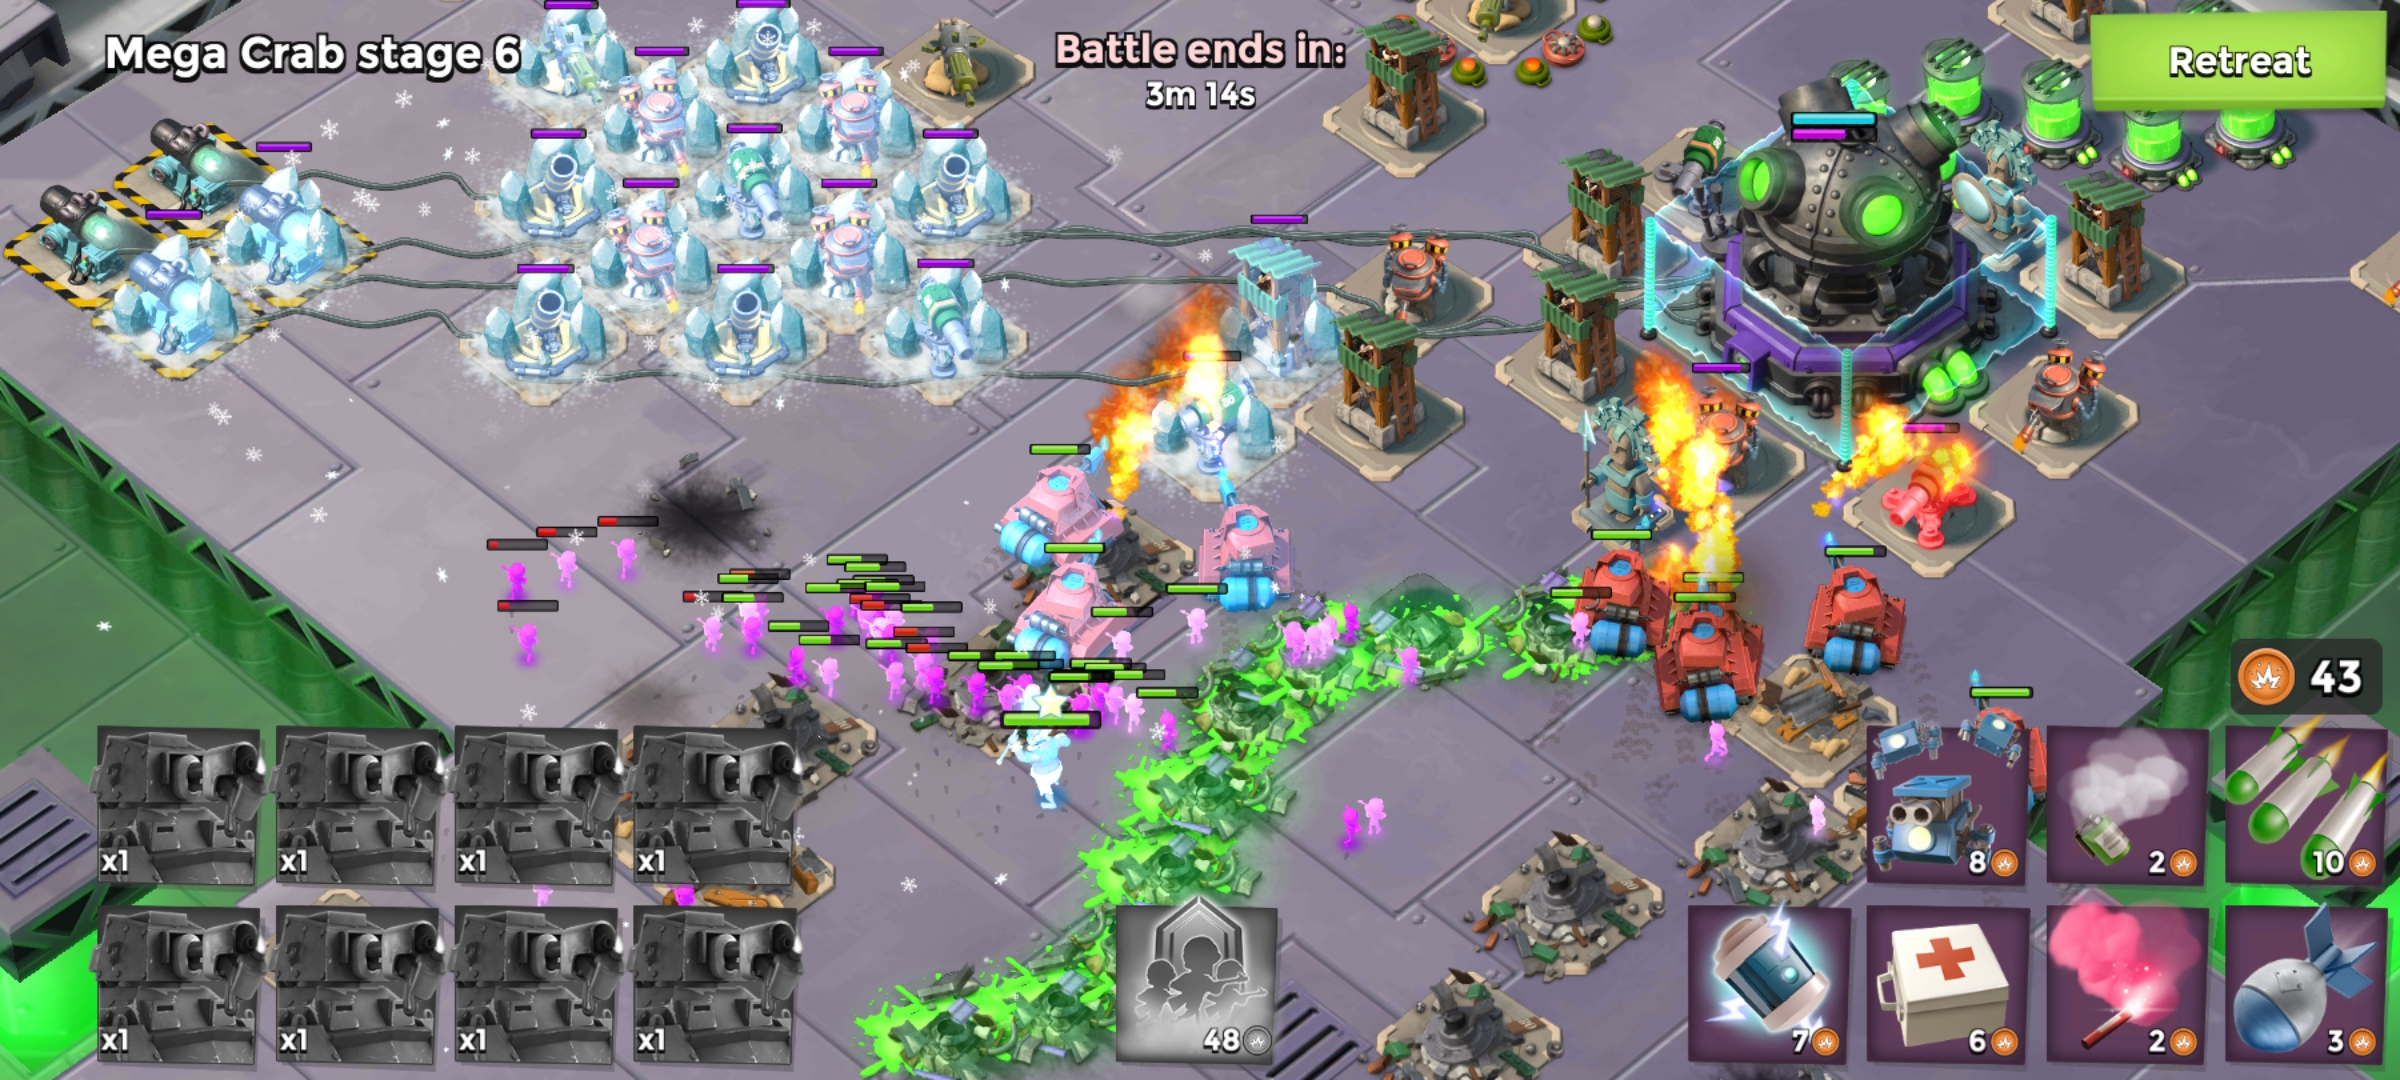 Mega Crab stage 6
Battle ends in:
3m 14s
Retreat
43
x1
x1
x1
x1
8
2
10
x1
x1
x1
x1
48
7
6
2
3